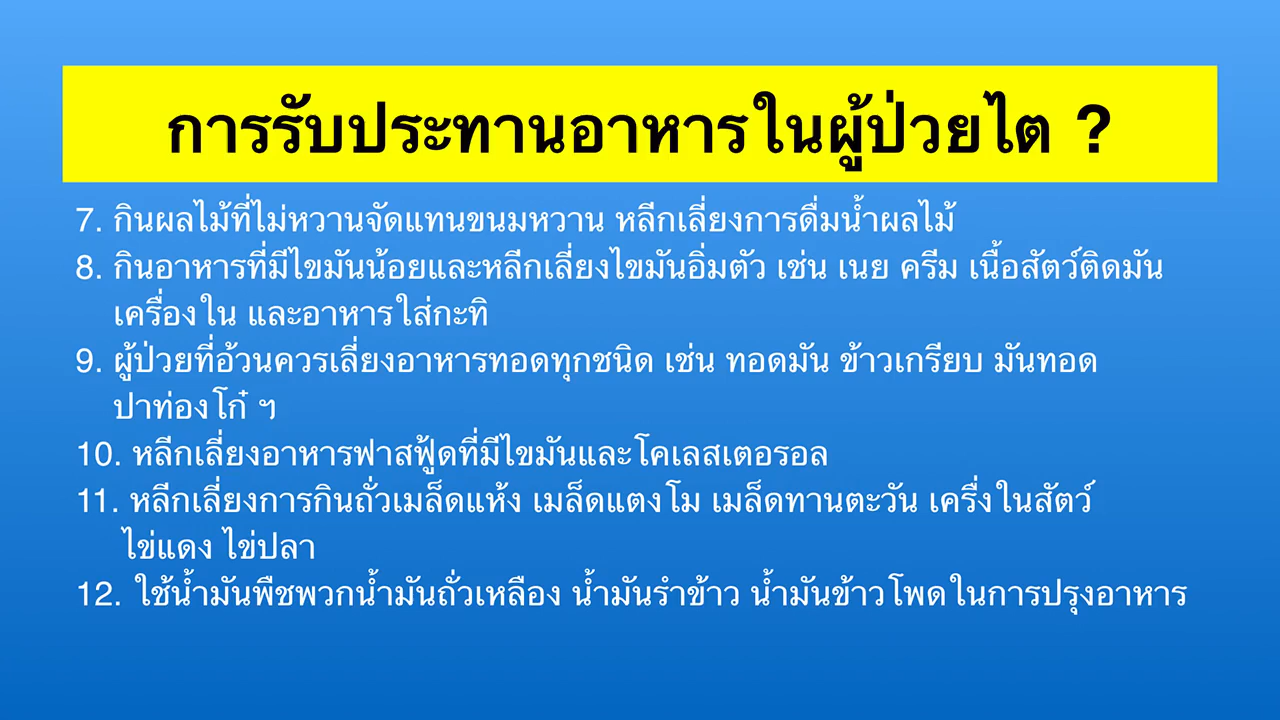 การรับประทานอาหารในผู้ป่วยไต ?
7. กินผลไม้ที่ไม่หวานจัดแทนขนมหวาน หลีกเลี่ยงการดื่มน้ำผลไม้
8. กินอาหารที่มีไขมันน้อยและหลีกเลี่ยงไขมันอิ่มตัว เช่น เนย ครีม เนื้อสัตว์ติดมัน
เครื่องใน และอาหารใส่กะทิ
9. ผู้ป่วยที่อ้วนควรเลี่ยงอาหารทอดทุกชนิด เช่น ทอดมัน ข้าวเกรียบ มันทอด
ปาท่องโก๋ ฯ
10. หลีกเลี่ยงอาหารฟาสฟู้ดที่มีไขมันและโคเลสเตอรอล
11. หลีกเลี่ยงการกินถั่วเมล็ดแห้ง เมล็ดแตงโม เมล็ดทานตะวัน เครื่งในสัตว์
ไข่แดง ไข่ปลา
12. ใช้น้ำมันพืชพวกน้ำมันถั่วเหลือง น้ำมันรำข้าว น้ำมันข้าวโพดในการปรุงอาหาร